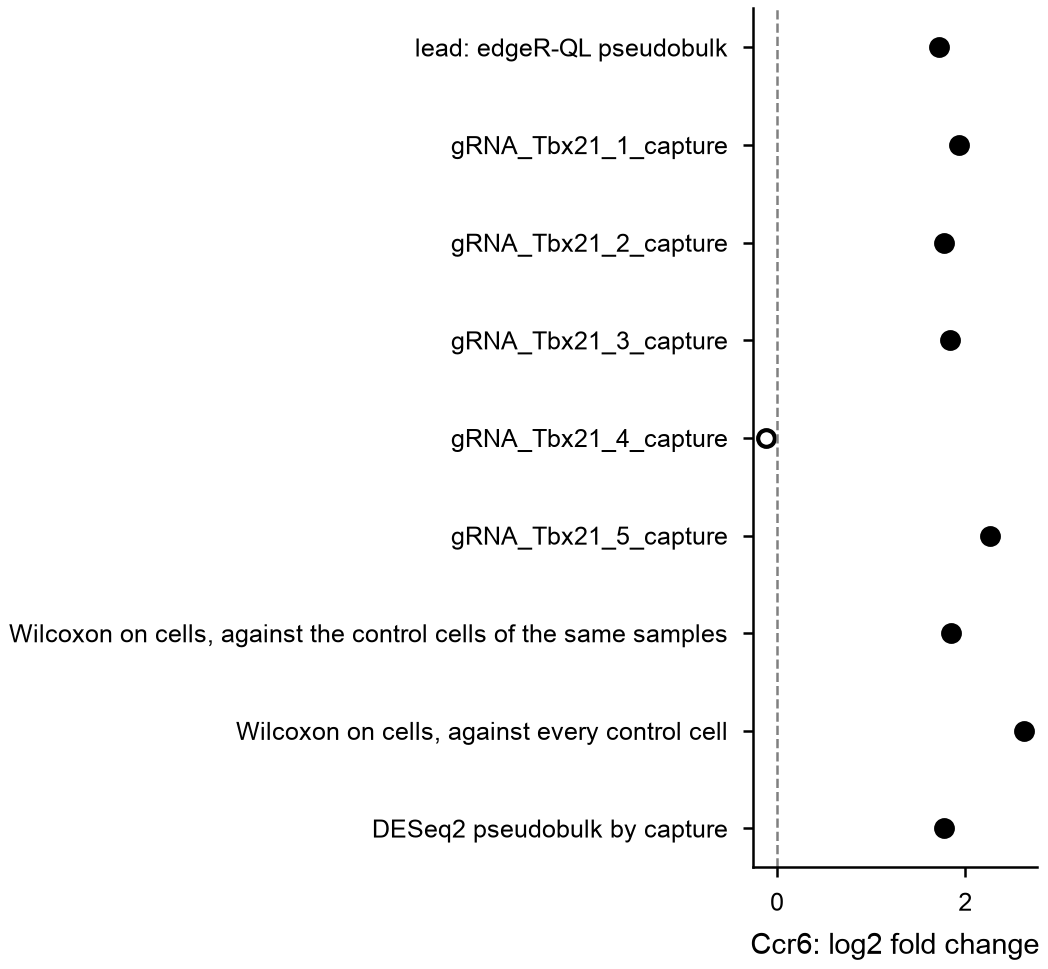 lead: edgeR-QL pseudobulk
gRNA_Tbx21_1_capture
gRNA_Tbx21_2_capture
gRNA_Tbx21_3_capture
gRNA_Tbx21_4_capture
gRNA_Tbx21_5_capture
Wilcoxon on cells, against the control cells of the same samples
Wilcoxon on cells, against every control cell
DESeq2 pseudobulk by capture
0 2
Ccr6: log2 fold change